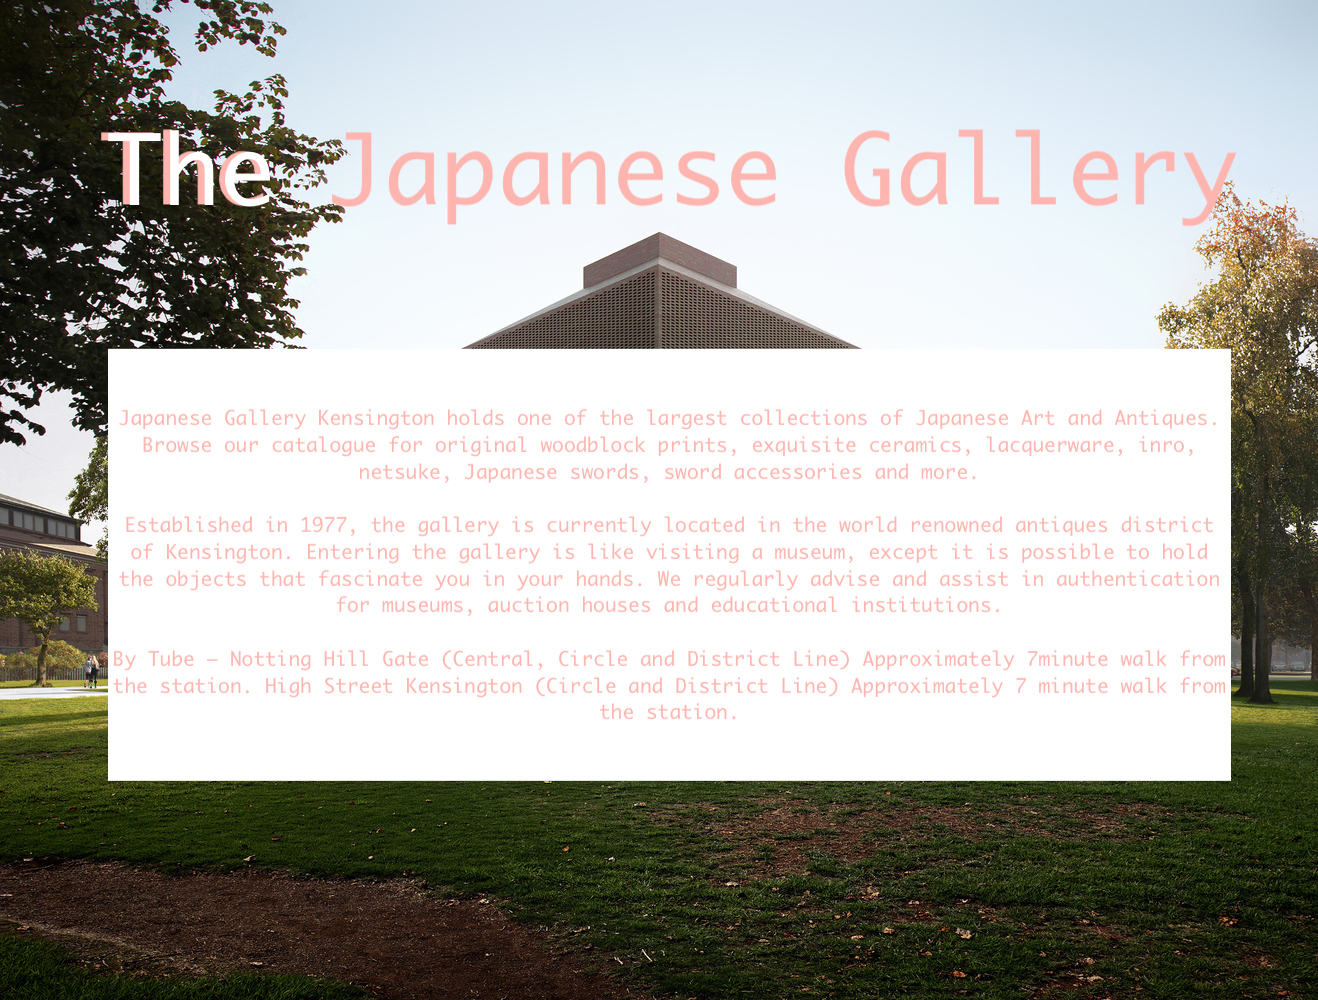 The Japanese Gallery
Japanese Gallery Kensington holds one of the largest collections of Japanese Art and Antiques.
Browse our catalogue for original woodblock prints, exquisite ceramics, lacquerware, inro,
netsuke, Japanese swords, sword accessories and more.
Established in 1977, the gallery is currently located in the world renowned antiques district
of Kensington. Entering the gallery is like visiting a museum, except it is possible to hold
the objects that fascinate you in your hands. We regularly advise and assist in authentication
for museums, auction houses and educational institutions.
By Tube – Notting Hill Gate (Central, Circle and District Line) Approximately 7minute walk from
the station. High Street Kensington (Circle and District Line) Approximately 7 minute walk from
the station.